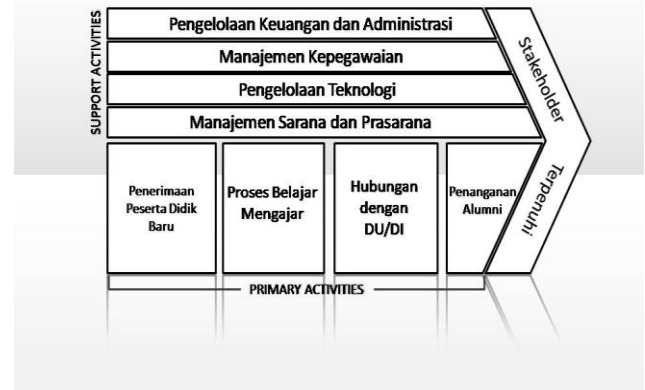 Pengelolaan Keuangan dan Administrasi
Manajemen Kepegawaian
Pengelolaan Teknologi
Manajemen Sarana dan Prasarana
SUPPORT ACTIVITIES
Penerimaan
Peserta Didik
Baru
Proses Belajar
Mengajar
Hubungan
dengan
DU/DI
Penanganan
Alumni
Stakeholder
Terpenuhi
PRIMARY ACTIVITIES